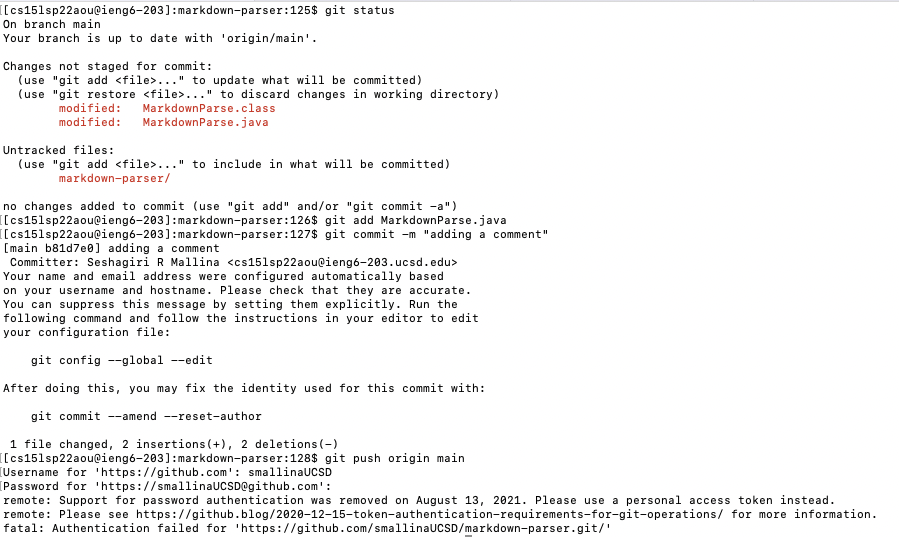 [[cs15lsp22aou@ieng6-203]:markdown-parser:125$ git status
On branch main
Your branch is up to date with 'origin/main'.
Changes not staged for commit:
(use "git add <file>..." to update what will be committed)
(use "git restore <file>..." to discard changes in working directory)
modified:   MarkdownParse.class
modified:   MarkdownParse.java
Untracked files:
(use "git add <file>..." to include in what will be committed)
markdown-parser/
no changes added to commit (use "git add" and/or "git commit -a")
[[cs15lsp22aou@ieng6-203]:markdown-parser:126$ git add MarkdownParse.java
[[cs15lsp22aou@ieng6-203]:markdown-parser:127$ git commit -m "adding a comment"
[main b81d7e0] adding a comment
Committer: Seshagiri R Mallina <cs15lsp22aou@ieng6-203.ucsd.edu>
Your name and email address were configured automatically based
on your username and hostname. Please check that they are accurate.
You can suppress this message by setting them explicitly. Run the
following command and follow the instructions in your editor to edit
your configuration file:
git config --global --edit
After doing this, you may fix the identity used for this commit with:
git commit --amend --reset-author
1 file changed, 2 insertions(+), 2 deletions(-)
[[cs15lsp22aou@ieng6-203]:markdown-parser:128$ git push origin main
[Username for 'https://github.com': smallinaUCSD
[Password for 'https://smallinaUCSD@github.com':
remote: Support for password authentication was removed on August 13, 2021. Please use a personal access token instead.
remote: Please see https://github.blog/2020-12-15-token-authentication-requirements-for-git-operations/ for more information.
fatal: Authentication failed for 'https://github.com/smallinaUCSD/markdown-parser.git/'